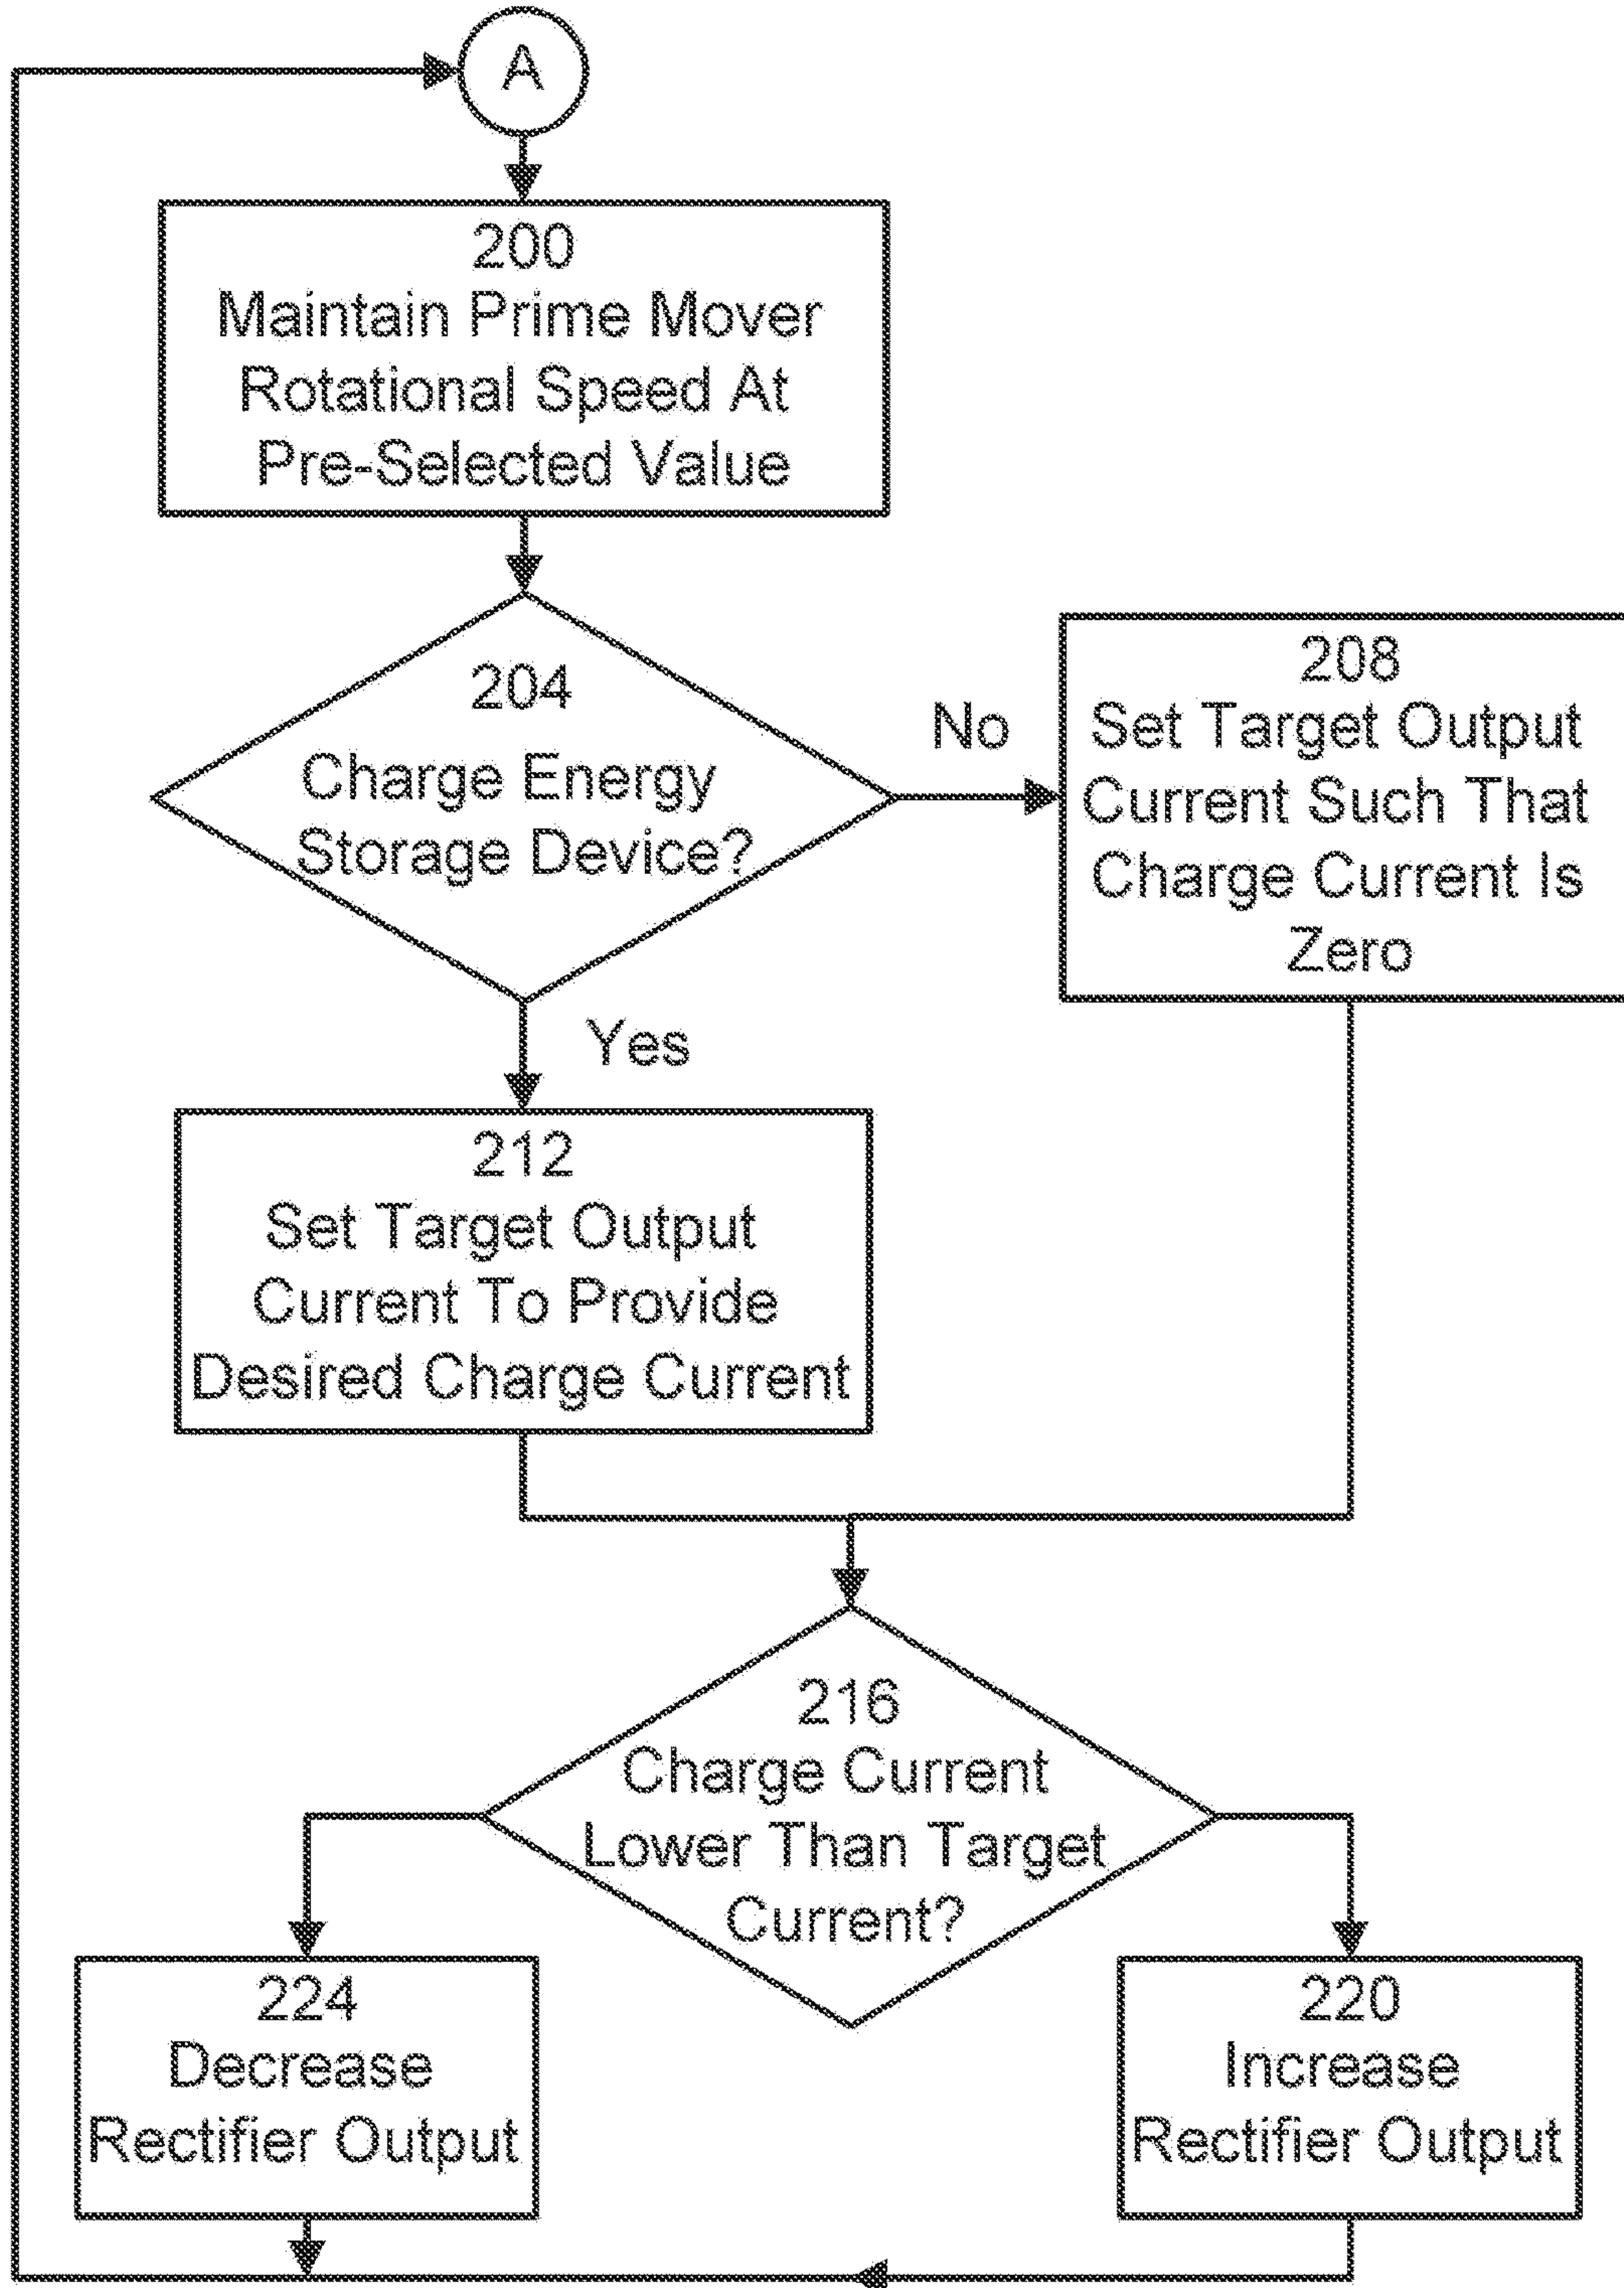 A
200
Maintain Prime Mover
Rotational Speed At
Pre-Selected Value
204
Charge Energy
Storage Device?
No
208
Set Target Output
Current Such That
Charge Current Is
Zero
Yes
212
Set Target Output
Current To Provide
Desired Charge Current
216
Charge Current
Lower Than Target
Current?
224
Decrease
Rectifier Output
220
Increase
Rectifier Output